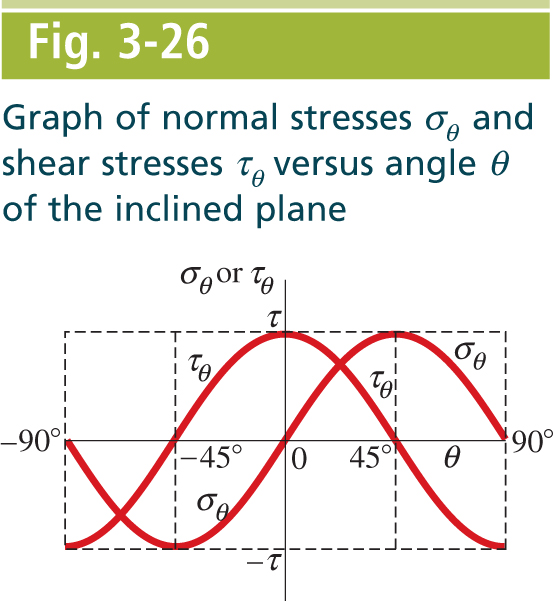 Fig. 3-26
Graph of normal stresses σθ and
shear stresses τθ versus angle θ
of the inclined plane
σθ or τθ
τ
τθ
τθ
σθ
–90°
–45°
0
45°
θ
90°
σθ
–τ